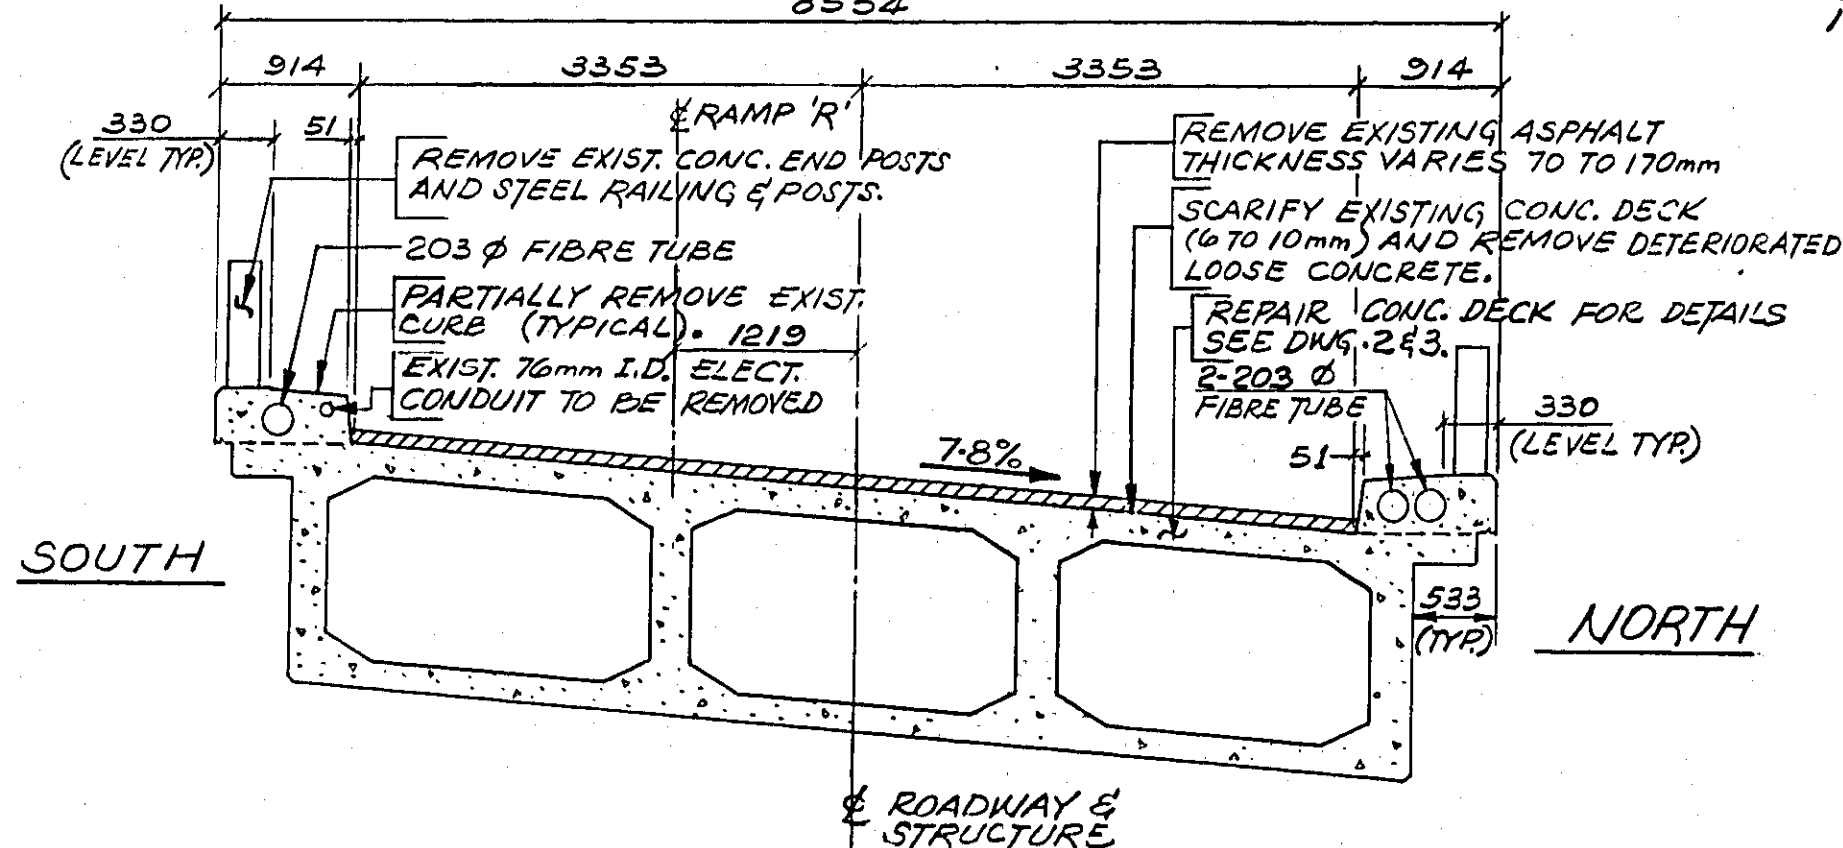 8534
914 3353 3353 914
330
(LEVEL TYP.)
51
℄ RAMP 'R'
REMOVE EXIST. CONC. END POSTS
AND STEEL RAILING & POSTS.
203 Ø FIBRE TUBE
PARTIALLY REMOVE EXIST.
CURB (TYPICAL).
1219
EXIST. 76mm I.D. ELECT.
CONDUIT TO BE REMOVED
REMOVE EXISTING ASPHALT
THICKNESS VARIES 70 TO 170mm
SCARIFY EXISTING CONC. DECK
(6 TO 10mm) AND REMOVE DETERIORATED
LOOSE CONCRETE.
REPAIR CONC. DECK FOR DETAILS
SEE DWG. 2&3.
2-203 Ø
FIBRE TUBE
330
(LEVEL TYP.)
51
7.8%
SOUTH
533
(TYP.)
NORTH
℄ ROADWAY &
STRUCTURE